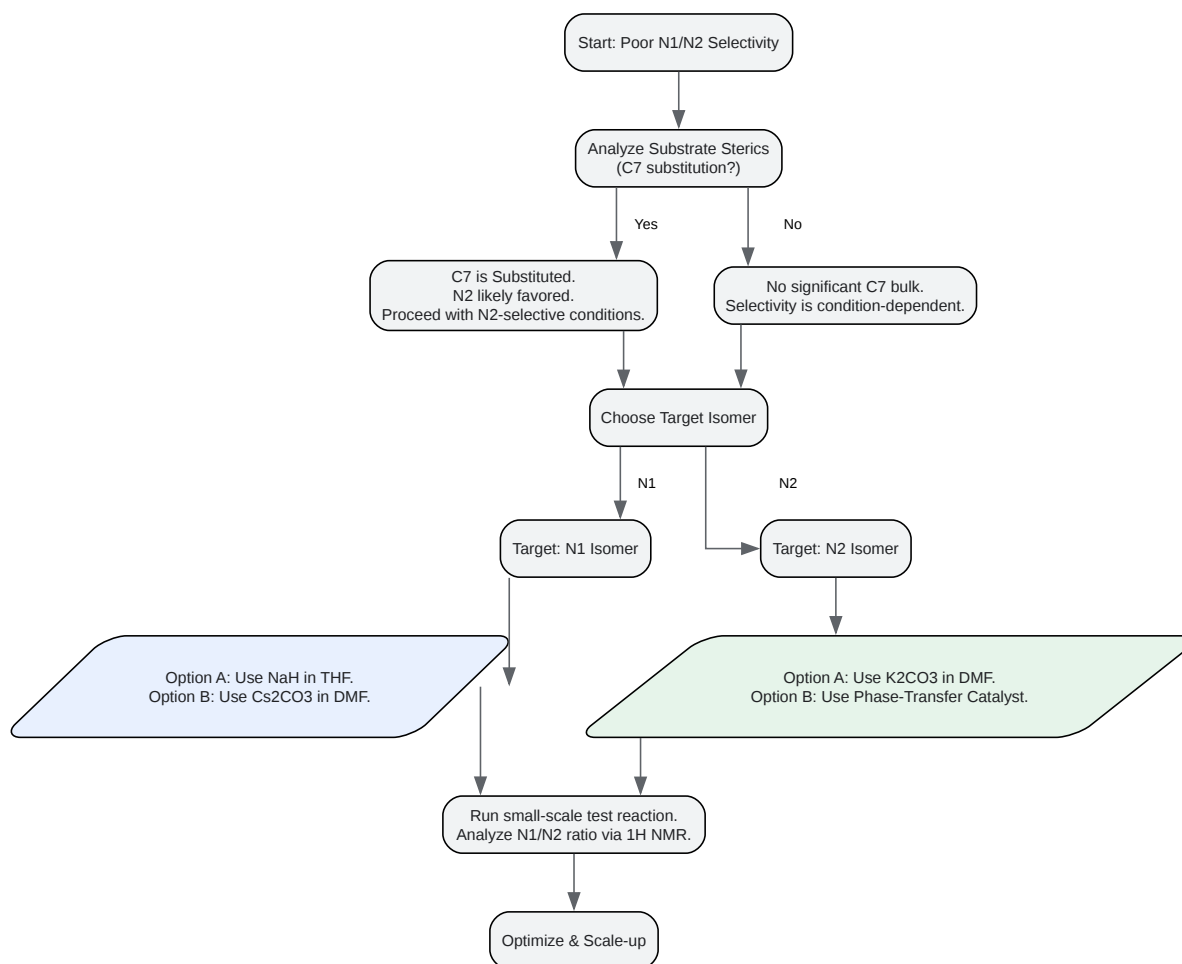 Start: Poor N1/N2 Selectivity
Analyze Substrate Sterics
(C7 substitution?)
Yes
No
C7 is Substituted.
N2 likely favored.
Proceed with N2-selective conditions.
No significant C7 bulk.
Selectivity is condition-dependent.
Choose Target Isomer
N1
N2
Target: N1 Isomer
Target: N2 Isomer
Option A: Use NaH in THF.
Option B: Use Cs2CO3 in DMF.
Option A: Use K2CO3 in DMF.
Option B: Use Phase-Transfer Catalyst.
Run small-scale test reaction.
Analyze N1/N2 ratio via 1H NMR.
Optimize & Scale-up